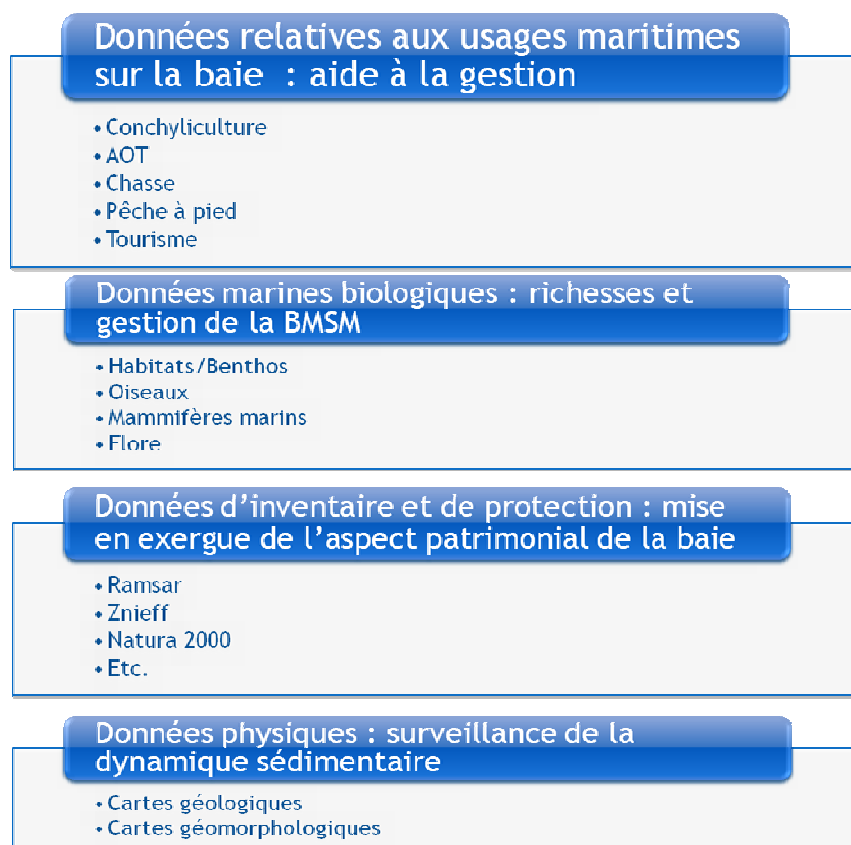 Données relatives aux usages maritimes
sur la baie : aide à la gestion
• Conchyliculture
• AOT
• Chasse
• Pêche à pied
• Tourisme
Données marines biologiques : richesses et
gestion de la BMSM
• Habitats/Benthos
• Oiseaux
• Mammifères marins
• Flore
Données d’inventaire et de protection : mise
en exergue de l’aspect patrimonial de la baie
• Ramsar
• Znieff
• Natura 2000
• Etc.
Données physiques : surveillance de la
dynamique sédimentaire
• Cartes géologiques
• Cartes géomorphologiques